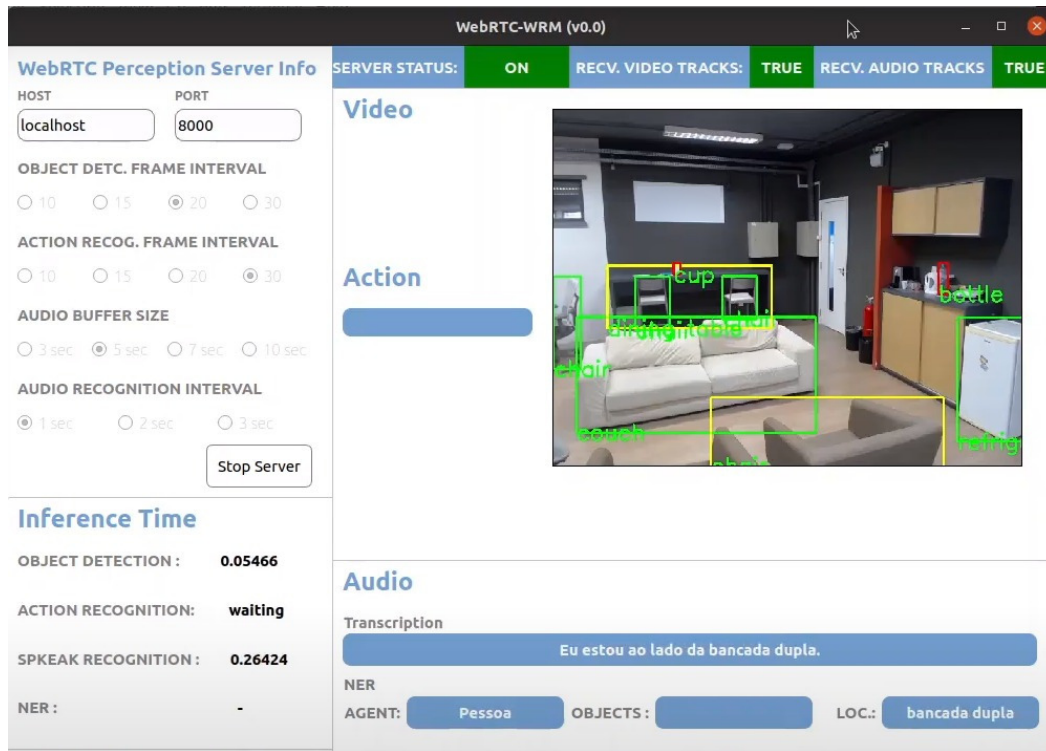 WebRTC-WRM (v0.0)
WebRTC Perception Server Info
HOST PORT
localhost 8000
OBJECT DETC. FRAME INTERVAL
10 15 20 30
ACTION RECOG. FRAME INTERVAL
10 15 20 30
AUDIO BUFFER SIZE
3 sec 5 sec 7 sec 10 sec
AUDIO RECOGNITION INTERVAL
1 sec 2 sec 3 sec
Stop Server
Inference Time
OBJECT DETECTION : 0.05466
ACTION RECOGNITION: waiting
SPKEAK RECOGNITION : 0.26424
NER : -
SERVER STATUS: ON RECV. VIDEO TRACKS: TRUE RECV. AUDIO TRACKS TRUE
Video
cup
bottle
chair
chair
couch
refrig
chair
Action
Audio
Transcription
Eu estou ao lado da bancada dupla.
NER
AGENT: Pessoa OBJECTS : LOC.: bancada dupla